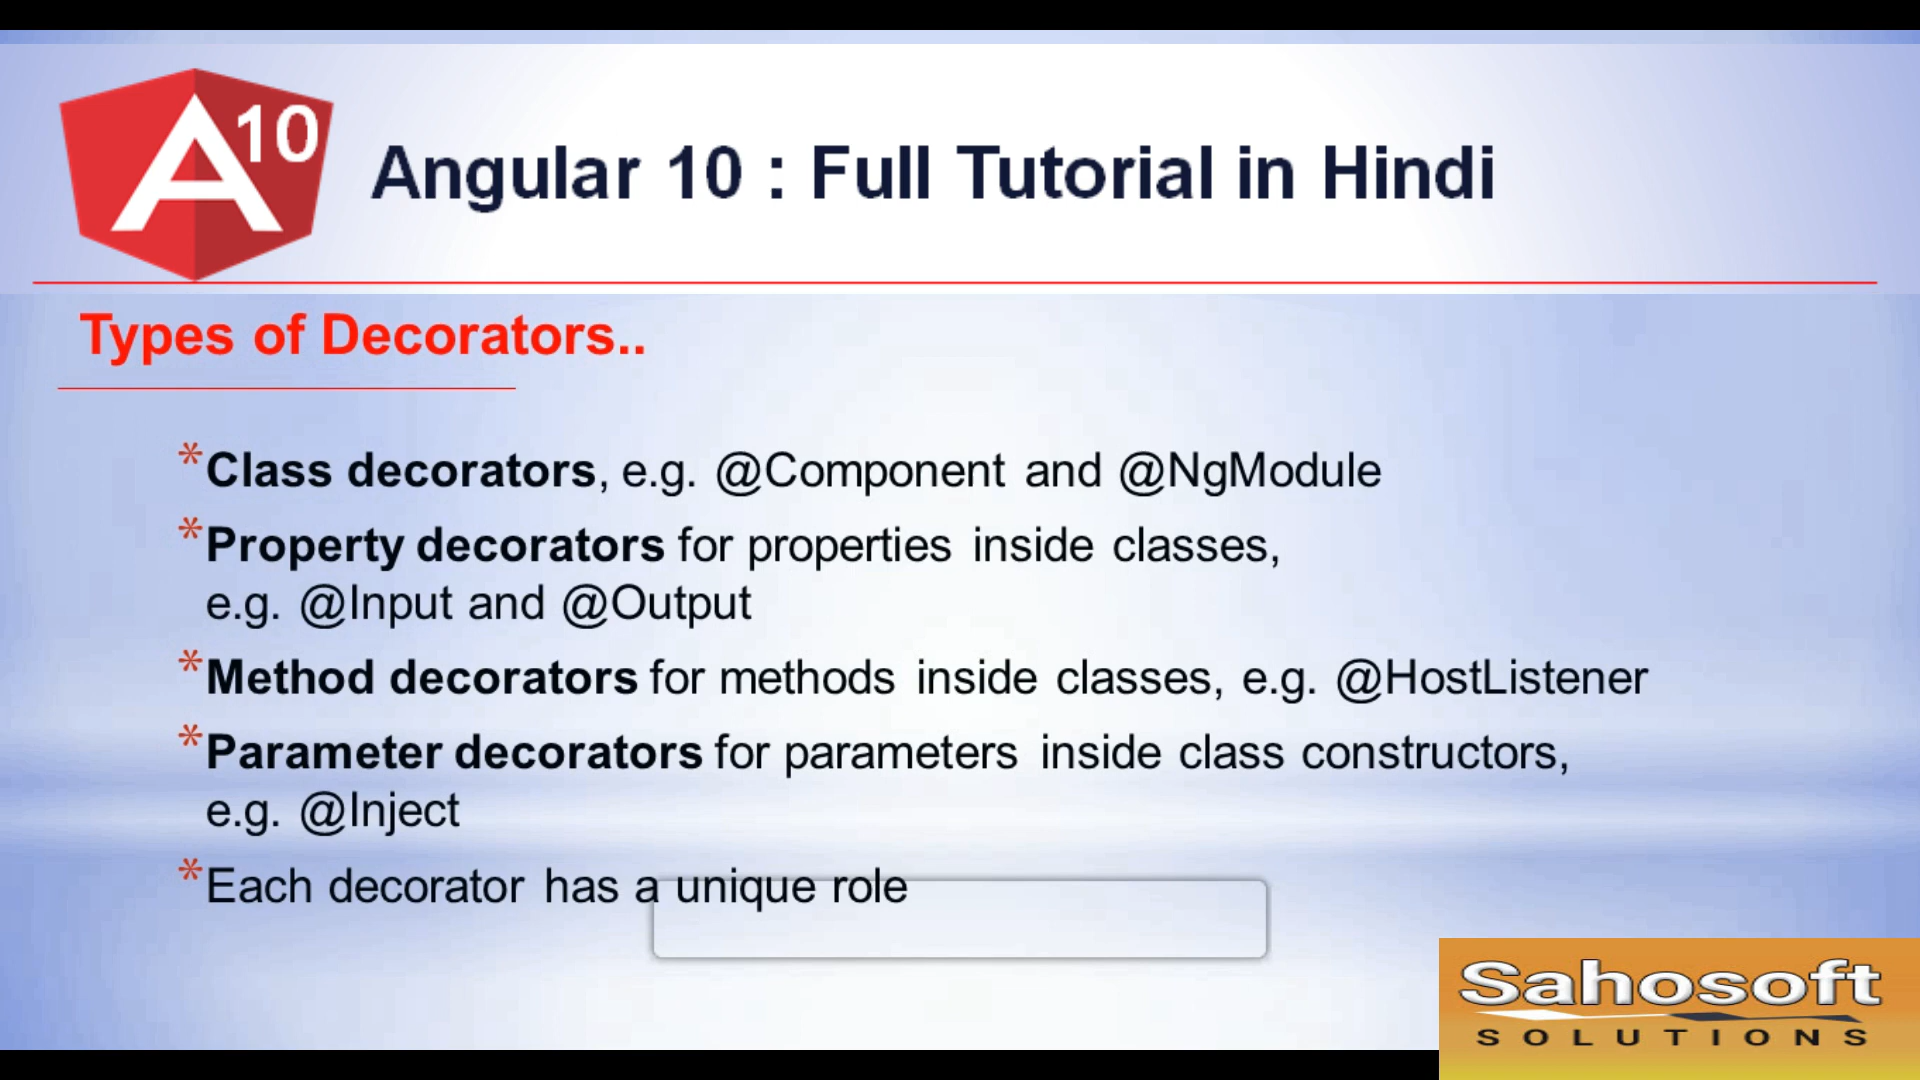 A10
Angular 10 : Full Tutorial in Hindi
Types of Decorators..
*Class decorators, e.g. @Component and @NgModule
*Property decorators for properties inside classes,
e.g. @Input and @Output
*Method decorators for methods inside classes, e.g. @HostListener
*Parameter decorators for parameters inside class constructors,
e.g. @Inject
*Each decorator has a unique role
Sahosoft
SOLUTIONS